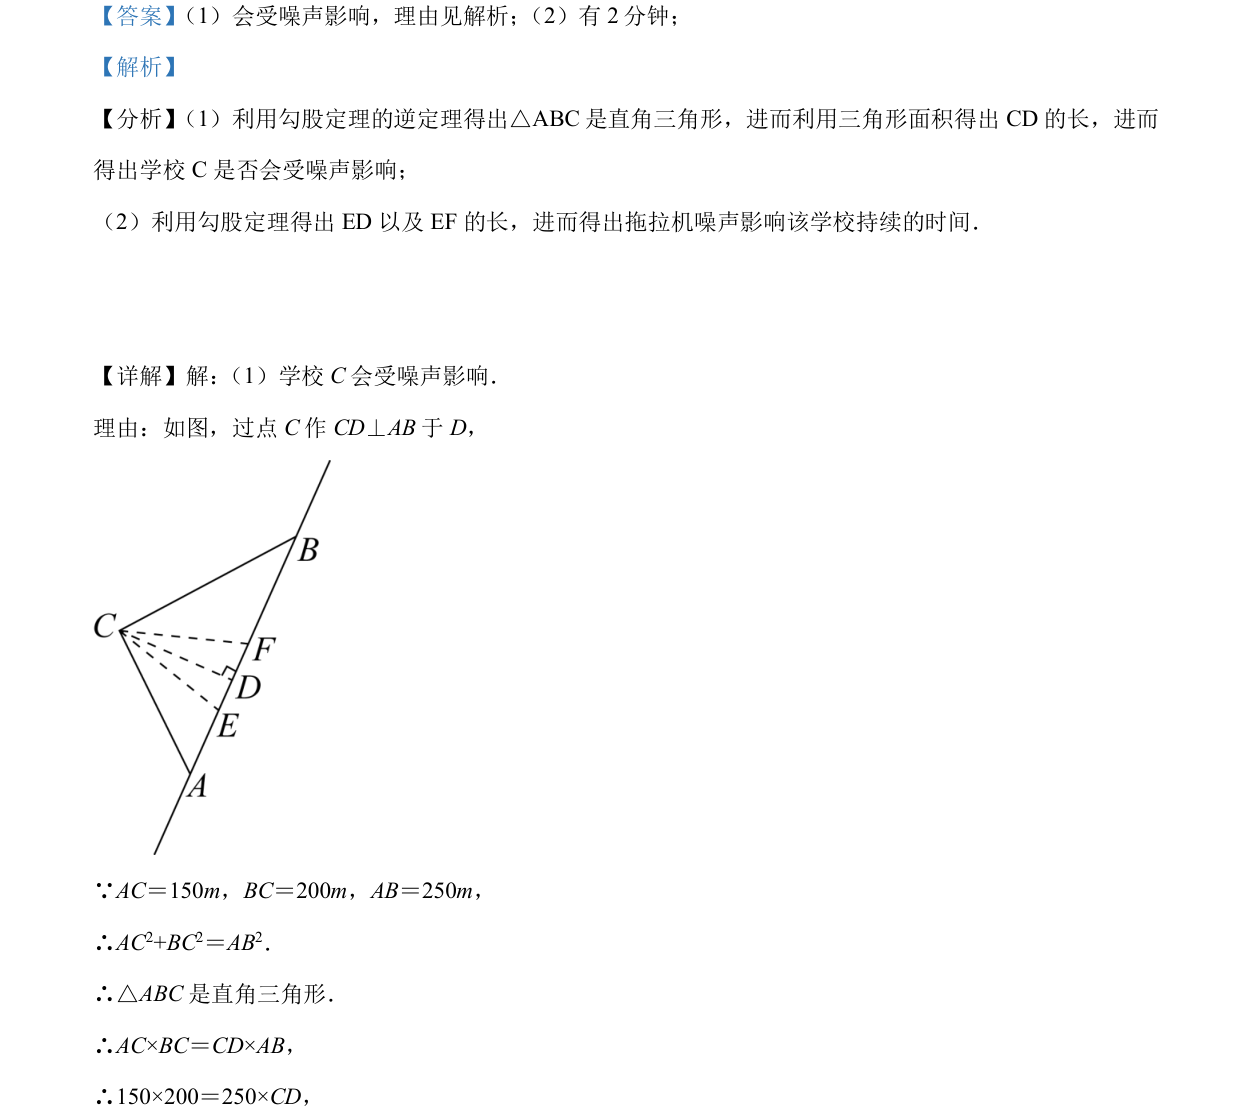 【答案】（1）会受噪声影响，理由见解析；（2）有 2 分钟；
【解析】
【分析】（1）利用勾股定理的逆定理得出△ABC 是直角三角形，进而利用三角形面积得出 CD 的长，进而
得出学校 C 是否会受噪声影响；
（2）利用勾股定理得出 ED 以及 EF 的长，进而得出拖拉机噪声影响该学校持续的时间．
【详解】解：（1）学校 C 会受噪声影响．
理由：如图，过点 C 作 CD⊥AB 于 D，
B
C
F
D
E
A
∵AC＝150m，BC＝200m，AB＝250m，
∴AC²+BC²＝AB²．
∴△ABC 是直角三角形．
∴AC×BC＝CD×AB，
∴150×200＝250×CD，